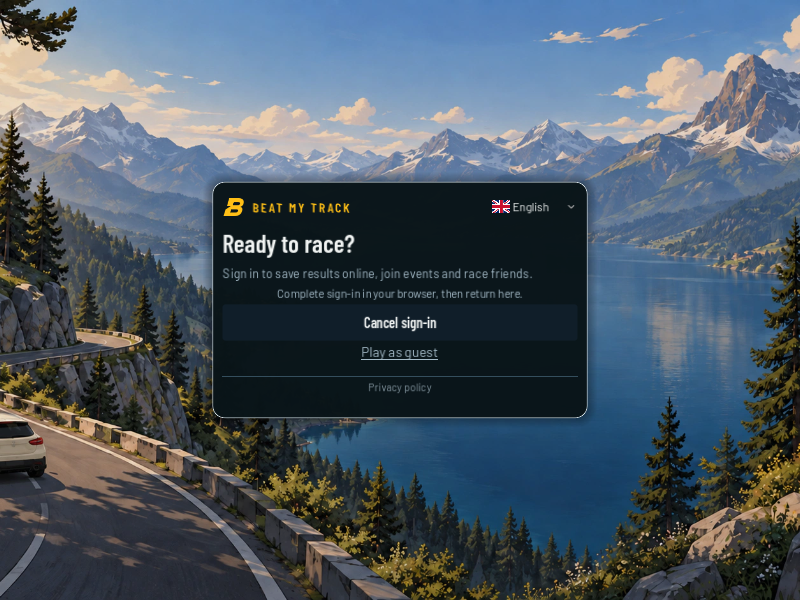 BEAT MY TRACK
English
Ready to race?
Sign in to save results online, join events and race friends.
Complete sign-in in your browser, then return here.
Cancel sign-in
Play as guest
Privacy policy